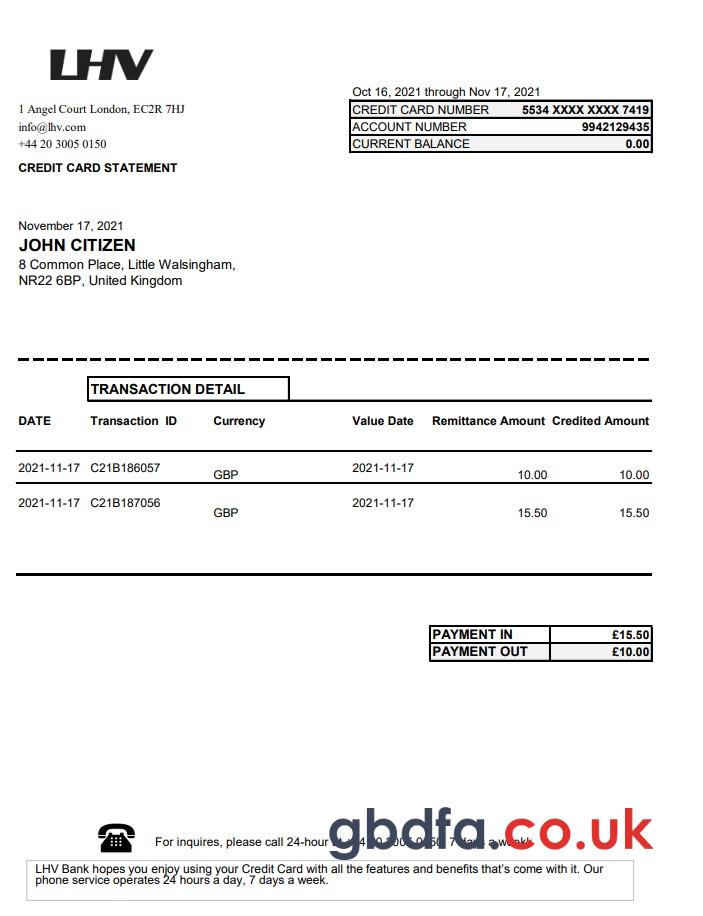 LHV
1 Angel Court London, EC2R 7HJ
info@lhv.com
+44 20 3005 0150
CREDIT CARD STATEMENT
Oct 16, 2021 through Nov 17, 2021
CREDIT CARD NUMBER 5534 XXXX XXXX 7419
ACCOUNT NUMBER 9942129435
CURRENT BALANCE 0.00
November 17, 2021
JOHN CITIZEN
8 Common Place, Little Walsingham,
NR22 6BP, United Kingdom
TRANSACTION DETAIL
DATE Transaction ID Currency Value Date Remittance Amount Credited Amount
2021-11-17 C21B186057 GBP 2021-11-17 10.00 10.00
2021-11-17 C21B187056 GBP 2021-11-17 15.50 15.50
PAYMENT IN £15.50
PAYMENT OUT £10.00
gbdfa.co.uk
For inquires, please call 24-hour
LHV Bank hopes you enjoy using your Credit Card with all the features and benefits that's come with it. Our
phone service operates 24 hours a day, 7 days a week.